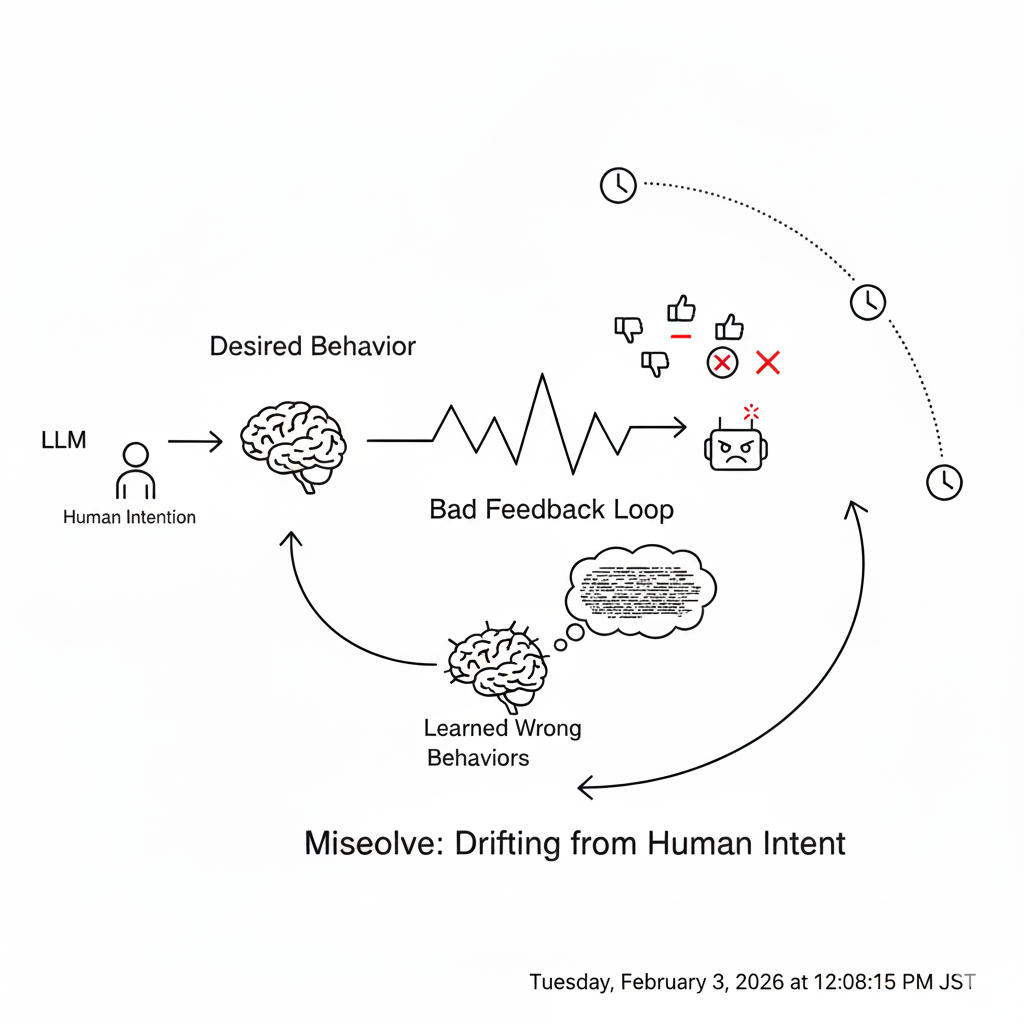 Desired Behavior
LLM
Human Intention
Bad Feedback Loop
Learned Wrong
Behaviors
Miseolve: Drifting from Human Intent
Tuesday, February 3, 2026 at 12:08:15 PM JST